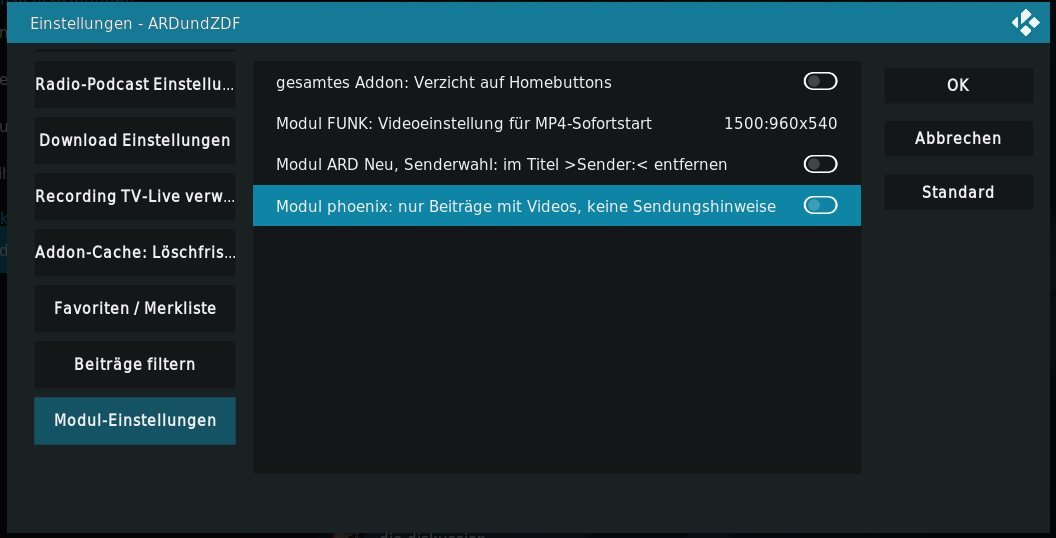 Einstellungen - ARDundZDF
Radio-Podcast Einstellu...
Download Einstellungen
Recording TV-Live verw...
Addon-Cache: Löschfris...
Favoriten / Merkliste
Beiträge filtern
Modul-Einstellungen
gesamtes Addon: Verzicht auf Homebuttons
Modul FUNK: Videoeinstellung für MP4-Sofortstart 1500:960x540
Modul ARD Neu, Senderwahl: im Titel >Sender:< entfernen
Modul phoenix: nur Beiträge mit Videos, keine Sendungshinweise
OK
Abbrechen
Standard